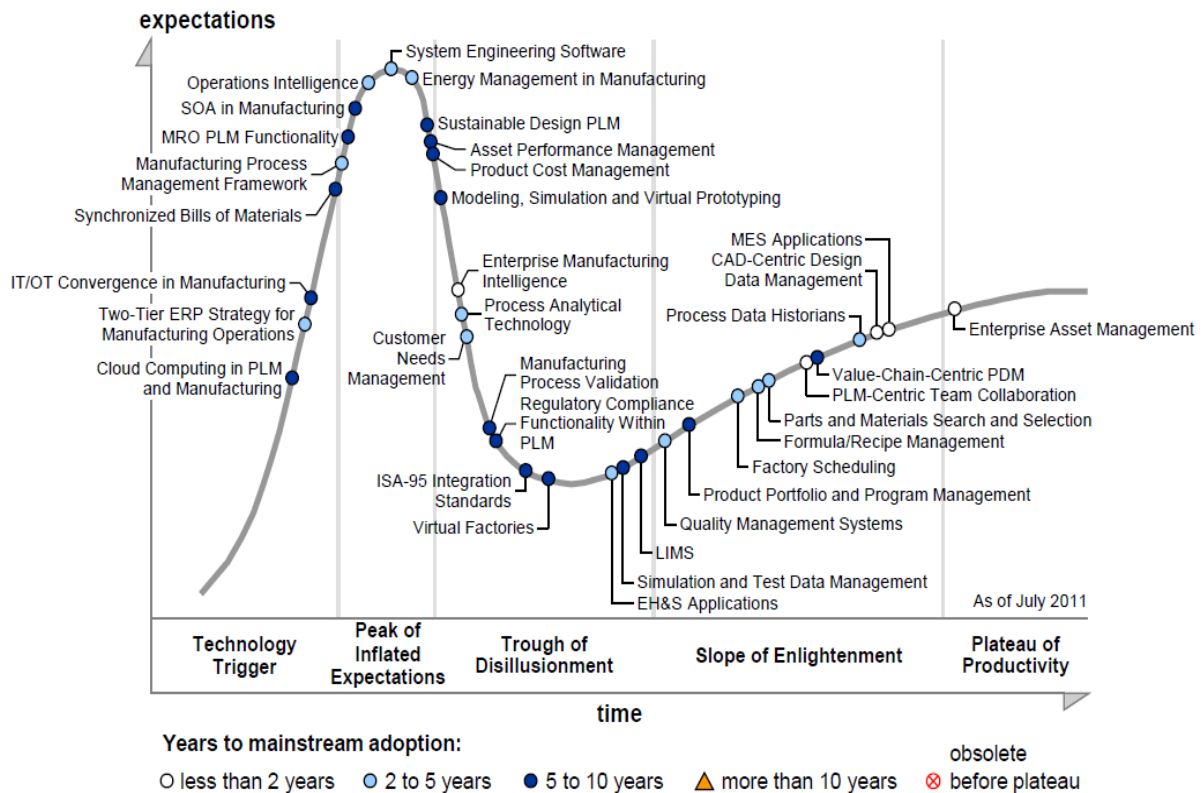 expectations
System Engineering Software
Operations Intelligence
Energy Management in Manufacturing
SOA in Manufacturing
Sustainable Design PLM
MRO PLM Functionality
Asset Performance Management
Manufacturing Process
Management Framework
Product Cost Management
Synchronized Bills of Materials
Modeling, Simulation and Virtual Prototyping
MES Applications
CAD-Centric Design
Data Management
Enterprise Manufacturing
Intelligence
IT/OT Convergence in Manufacturing
Process Analytical
Technology
Two-Tier ERP Strategy for
Manufacturing Operations
Process Data Historians
Enterprise Asset Management
Customer
Needs
Management
Cloud Computing in PLM
and Manufacturing
Manufacturing
Process Validation
Value-Chain-Centric PDM
PLM-Centric Team Collaboration
Regulatory Compliance
Functionality Within
PLM
Parts and Materials Search and Selection
Formula/Recipe Management
Factory Scheduling
ISA-95 Integration
Standards
Product Portfolio and Program Management
Virtual Factories
Quality Management Systems
LIMS
Simulation and Test Data Management
EH&S Applications
As of July 2011
Technology
Trigger
Peak of
Inflated
Expectations
Trough of
Disillusionment
Slope of Enlightenment
Plateau of
Productivity
time
Years to mainstream adoption:
less than 2 years
2 to 5 years
5 to 10 years
more than 10 years
obsolete
before plateau